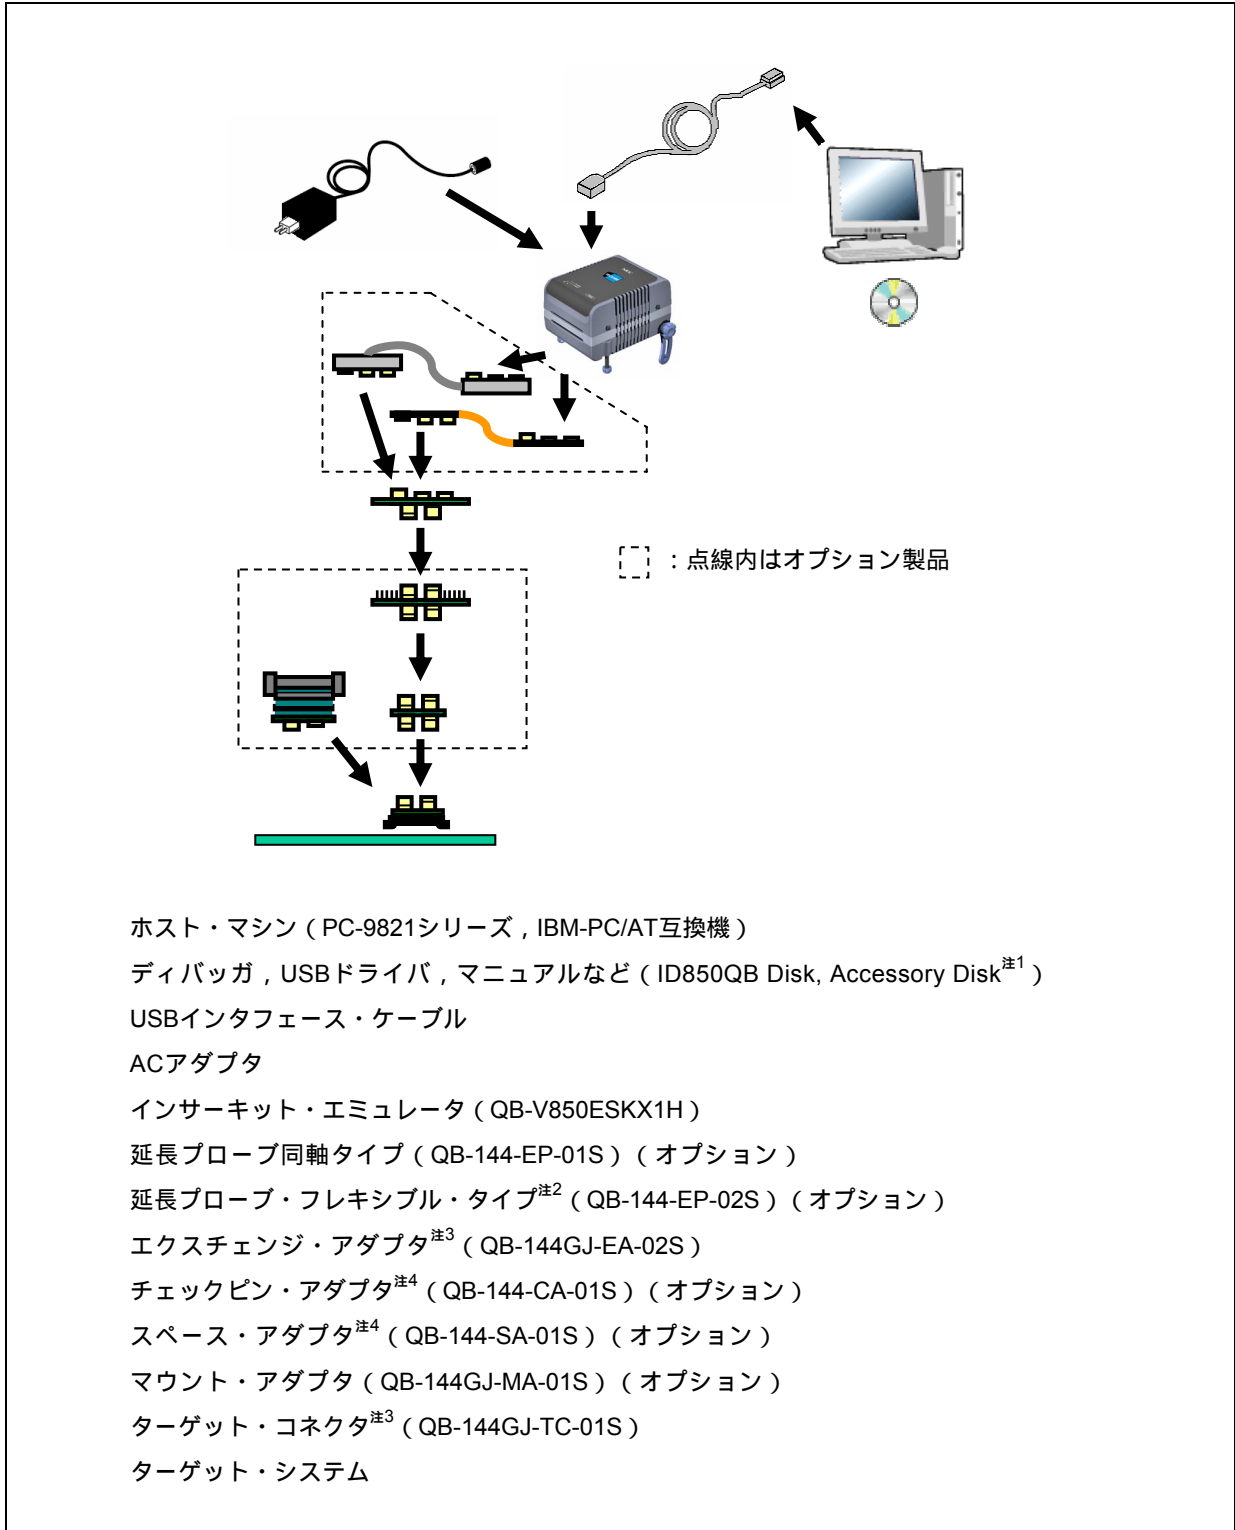 ：点線内はオプション製品
ホスト・マシン（PC-9821シリーズ，IBM-PC/AT互換機）
ディバッガ，USBドライバ，マニュアルなど（ID850QB Disk, Accessory Disk注1）
USBインタフェース・ケーブル
ACアダプタ
インサーキット・エミュレータ（QB-V850ESKX1H）
延長プローブ同軸タイプ（QB-144-EP-01S）（オプション）
延長プローブ・フレキシブル・タイプ注2（QB-144-EP-02S）（オプション）
エクスチェンジ・アダプタ注3（QB-144GJ-EA-02S）
チェックピン・アダプタ注4（QB-144-CA-01S）（オプション）
スペース・アダプタ注4（QB-144-SA-01S）（オプション）
マウント・アダプタ（QB-144GJ-MA-01S）（オプション）
ターゲット・コネクタ注3（QB-144GJ-TC-01S）
ターゲット・システム